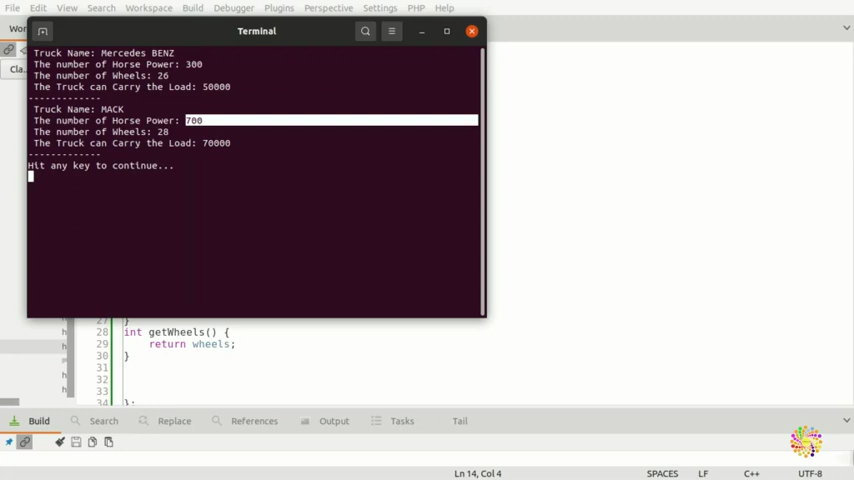 File Edit View Search Workspace Build Debugger Plugins Perspective Settings PHP Help
Wor
Terminal
Cla...
Truck Name: Mercedes BENZ
The number of Horse Power: 300
The number of Wheels: 26
The Truck can Carry the Load: 50000
-------------
Truck Name: MACK
The number of Horse Power: 700
The number of Wheels: 28
The Truck can Carry the Load: 70000
-------------
Hit any key to continue...
27 }
28 int getWheels() {
29 return wheels;
30 }
31
32
33
34 };
h
h
h
h
Build Search Replace References Output Tasks Tail
Ln 14, Col 4 SPACES LF C++ UTF-8